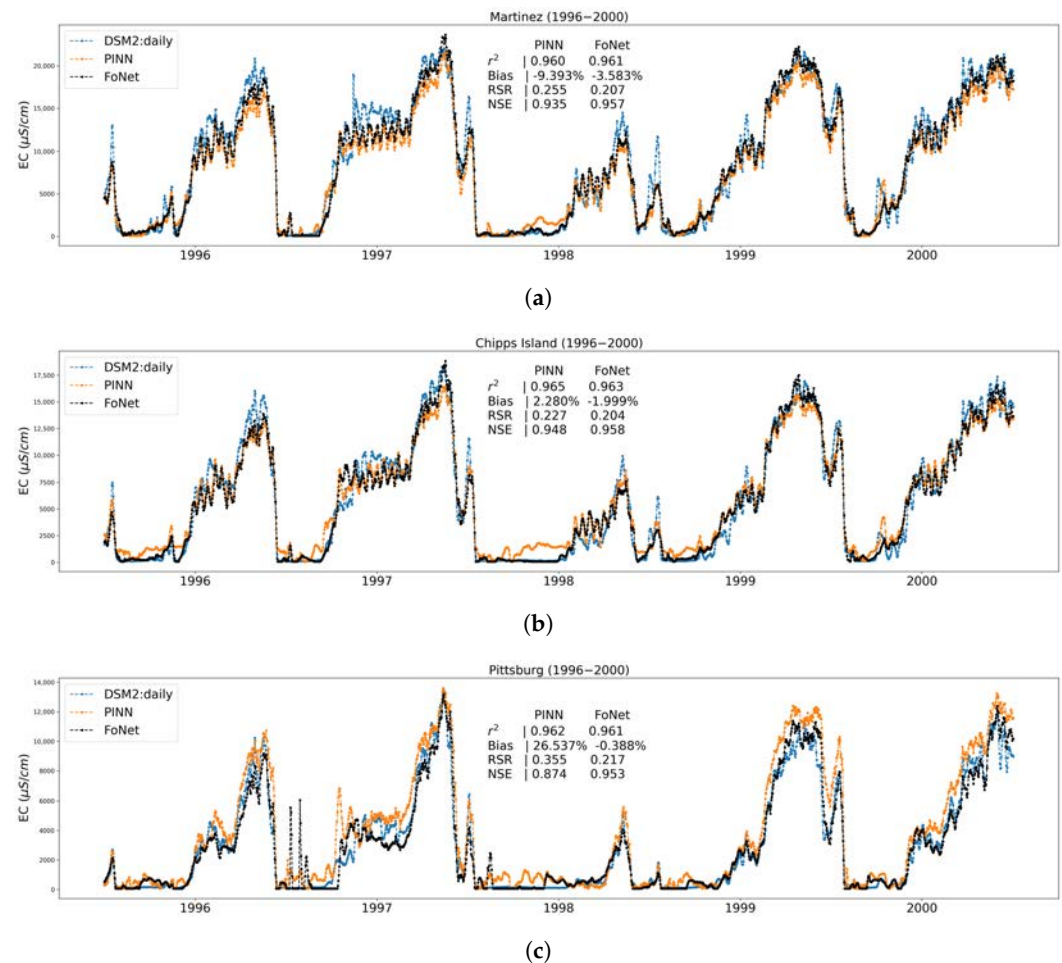 Martinez (1996−2000)
DSM2:daily
PINN
FoNet
PINN FoNet
r² | 0.960 0.961
Bias | -9.393% -3.583%
RSR | 0.255 0.207
NSE | 0.935 0.957
EC (μS/cm)
20,000
15,000
10,000
5000
0
1996 1997 1998 1999 2000
(a)
Chipps Island (1996−2000)
DSM2:daily
PINN
FoNet
PINN FoNet
r² | 0.965 0.963
Bias | 2.280% -1.999%
RSR | 0.227 0.204
NSE | 0.948 0.958
EC (μS/cm)
17,500
15,000
12,500
10,000
7500
5000
2500
0
1996 1997 1998 1999 2000
(b)
Pittsburg (1996−2000)
DSM2:daily
PINN
FoNet
PINN FoNet
r² | 0.962 0.961
Bias | 26.537% -0.388%
RSR | 0.355 0.217
NSE | 0.874 0.953
EC (μS/cm)
14,000
12,000
10,000
8000
6000
4000
2000
0
1996 1997 1998 1999 2000
(c)